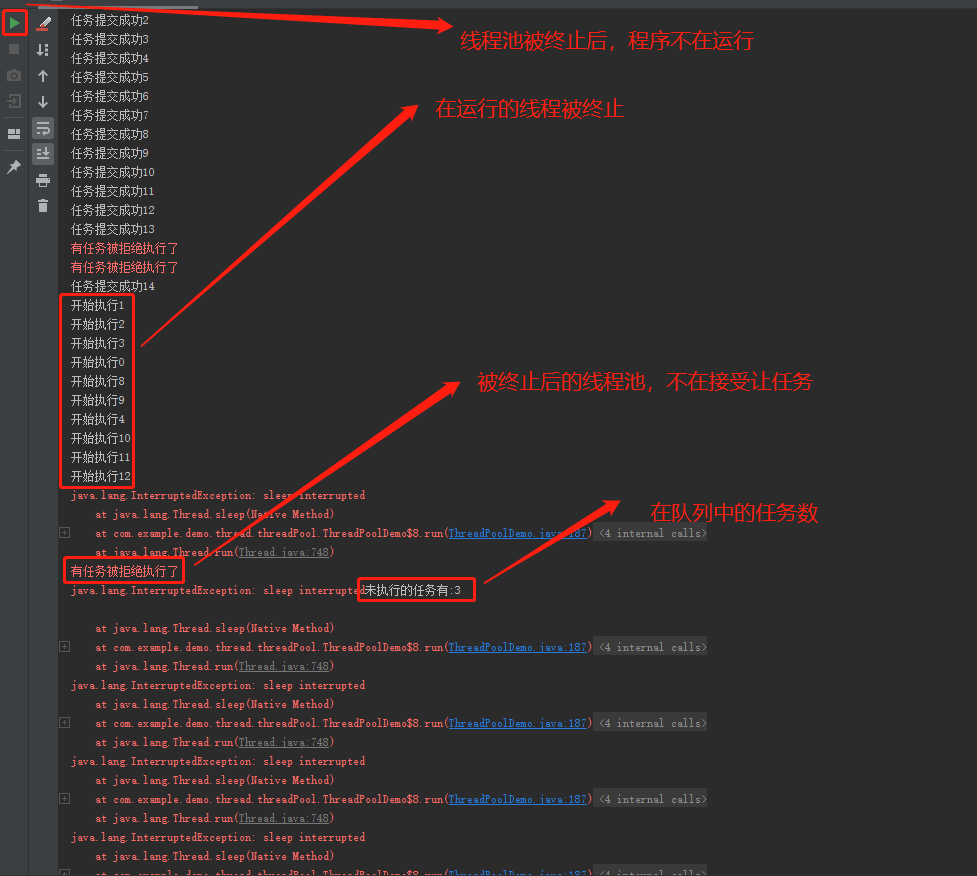 任务提交成功2
线程池被终止后，程序不在运行
任务提交成功3
任务提交成功4
任务提交成功5
任务提交成功6
在运行的线程被终止
任务提交成功7
任务提交成功8
任务提交成功9
任务提交成功10
任务提交成功11
任务提交成功12
任务提交成功13
有任务被拒绝执行了
有任务被拒绝执行了
任务提交成功14
开始执行1
开始执行2
开始执行3
开始执行0
开始执行8
被终止后的线程池，不在接受让任务
开始执行9
开始执行4
开始执行10
开始执行11
开始执行12
java.lang.InterruptedException: sleep interrupted
在队列中的任务数
at java.lang.Thread.sleep(Native Method)
at com.example.demo.thread.threadPool.ThreadPoolDemo$8.run(ThreadPoolDemo.java:187) <4 internal calls>
at java.lang.Thread.run(Thread.java:748)
有任务被拒绝执行了
java.lang.InterruptedException: sleep interrupted未执行的任务有:3
at java.lang.Thread.sleep(Native Method)
at com.example.demo.thread.threadPool.ThreadPoolDemo$8.run(ThreadPoolDemo.java:187) <4 internal calls>
at java.lang.Thread.run(Thread.java:748)
java.lang.InterruptedException: sleep interrupted
at java.lang.Thread.sleep(Native Method)
at com.example.demo.thread.threadPool.ThreadPoolDemo$8.run(ThreadPoolDemo.java:187) <4 internal calls>
at java.lang.Thread.run(Thread.java:748)
java.lang.InterruptedException: sleep interrupted
at java.lang.Thread.sleep(Native Method)
at com.example.demo.thread.threadPool.ThreadPoolDemo$8.run(ThreadPoolDemo.java:187) <4 internal calls>
at java.lang.Thread.run(Thread.java:748)
java.lang.InterruptedException: sleep interrupted
at java.lang.Thread.sleep(Native Method)